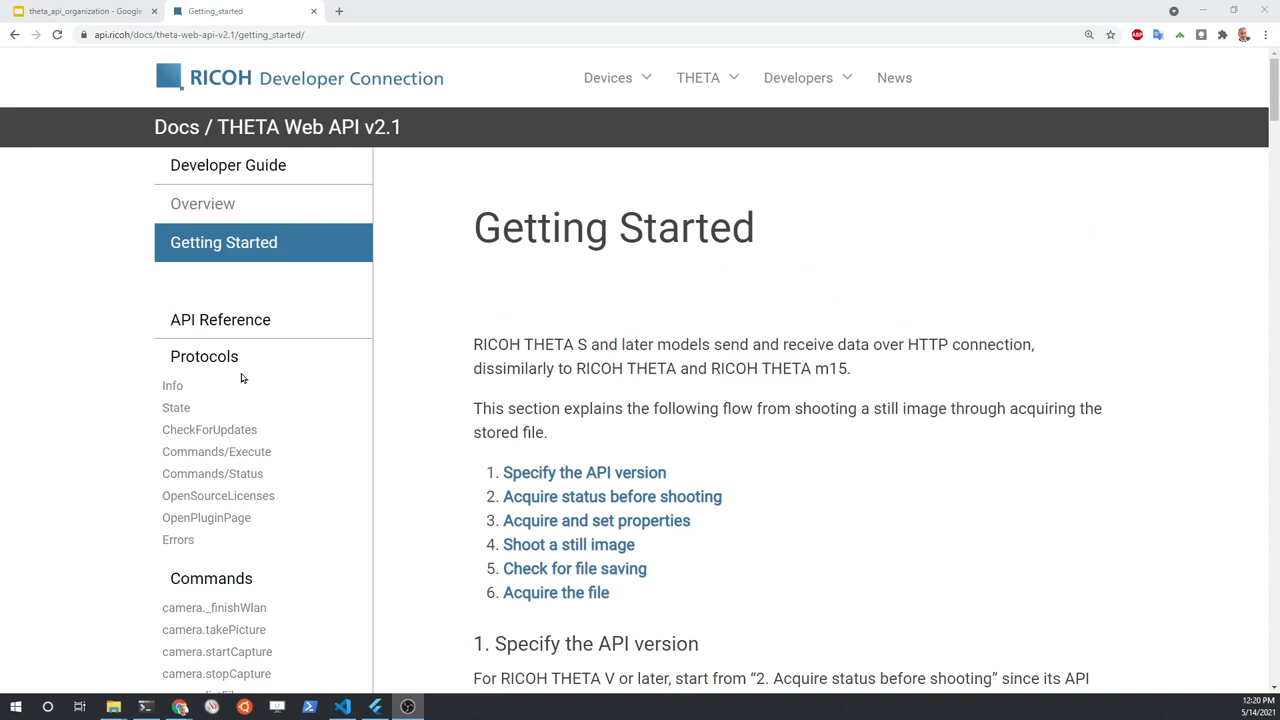 theta_api_organization - Google
Getting_started
api.ricoh/docs/theta-web-api-v2.1/getting_started/
ABP
RICOH Developer Connection
Devices
THETA
Developers
News
Docs / THETA Web API v2.1
Developer Guide
Overview
Getting Started
API Reference
Protocols
Info
State
CheckForUpdates
Commands/Execute
Commands/Status
OpenSourceLicenses
OpenPluginPage
Errors
Commands
camera._finishWlan
camera.takePicture
camera.startCapture
camera.stopCapture
Getting Started
RICOH THETA S and later models send and receive data over HTTP connection,
dissimilarly to RICOH THETA and RICOH THETA m15.
This section explains the following flow from shooting a still image through acquiring the
stored file.
1. Specify the API version
2. Acquire status before shooting
3. Acquire and set properties
4. Shoot a still image
5. Check for file saving
6. Acquire the file
1. Specify the API version
For RICOH THETA V or later, start from “2. Acquire status before shooting” since its API
12:20 PM
5/14/2021